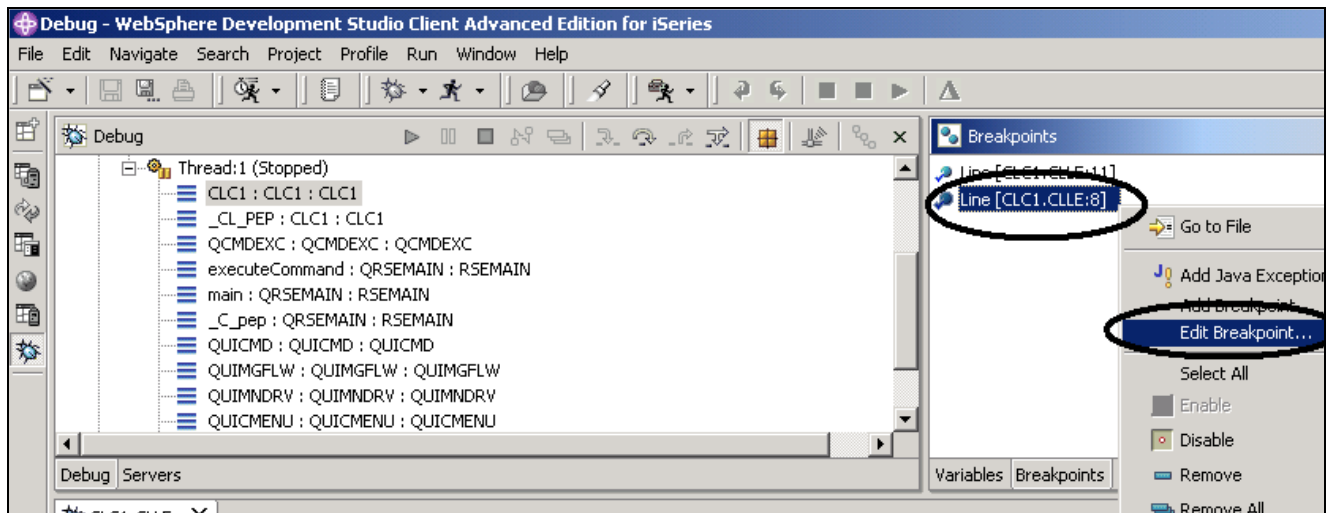 Debug - WebSphere Development Studio Client Advanced Edition for iSeries
File Edit Navigate Search Project Profile Run Window Help
Debug
Thread:1 (Stopped)
CLC1 : CLC1 : CLC1
_CL_PEP : CLC1 : CLC1
QCMDEXC : QCMDEXC : QCMDEXC
executeCommand : QRSEMAIN : RSEMAIN
main : QRSEMAIN : RSEMAIN
_C_pep : QRSEMAIN : RSEMAIN
QUICMD : QUICMD : QUICMD
QUIMGFLW : QUIMGFLW : QUIMGFLW
QUIMNDRV : QUIMNDRV : QUIMNDRV
QUICMENU : QUICMENU : QUICMENU
Debug Servers
Breakpoints
Line [CLC1.CLLE:11]
Line [CLC1.CLLE:8]
Go to File
Add Java Exception
Add Breakpoint
Edit Breakpoint...
Select All
Enable
Disable
Remove
Remove All
Variables Breakpoints